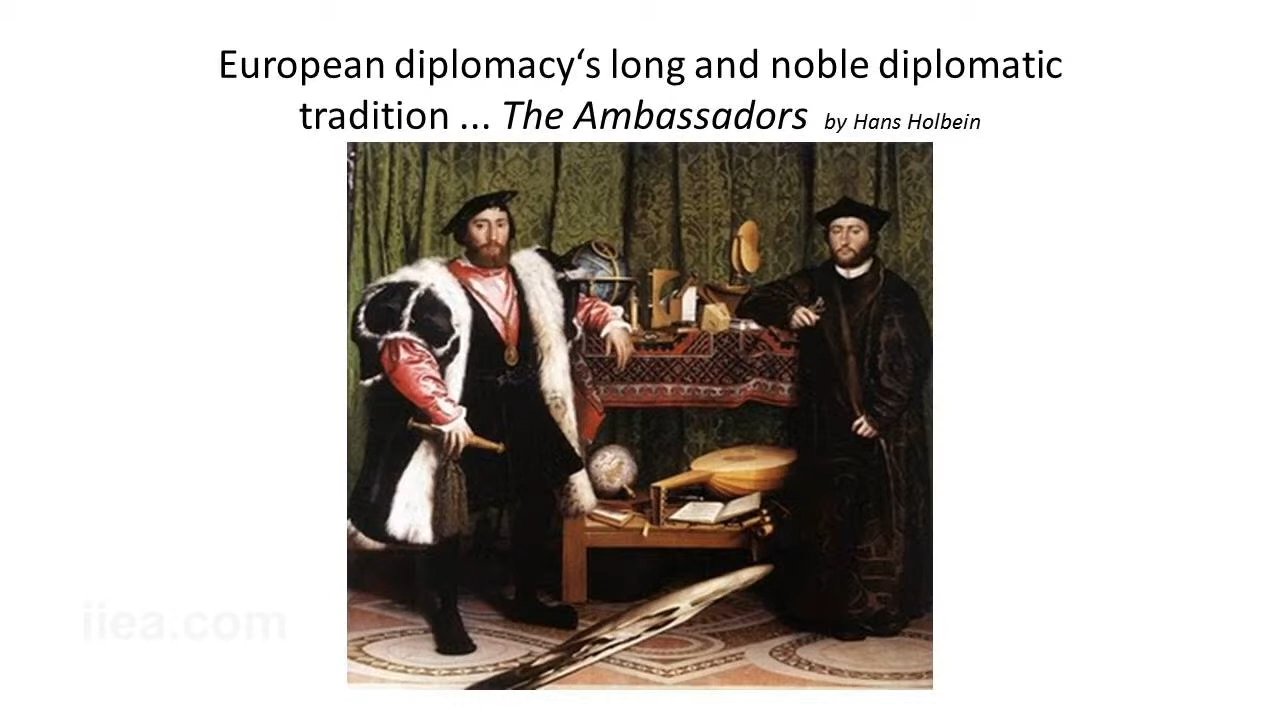 European diplomacy‘s long and noble diplomatic
tradition ... The Ambassadors by Hans Holbein
iiea.com